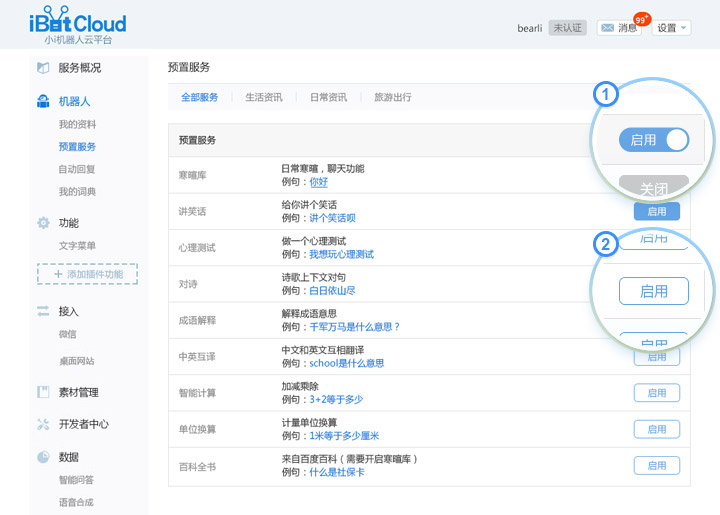 iBot Cloud
小i机器人云平台
bearli 未认证 消息 99+ 设置
服务概况
机器人
我的资料
预置服务
自动回复
我的词典
功能
文字菜单
+ 添加插件功能
接入
微信
桌面网站
素材管理
开发者中心
数据
智能问答
语音合成
预置服务
全部服务 生活资讯 日常资讯 旅游出行
预置服务
1
启用
关闭
寒暄库
日常寒暄，聊天功能
例句：你好
讲笑话
给你讲个笑话
例句：讲个笑话呗
启用
2
启用
启用
启用
心理测试
做一个心理测试
例句：我想玩心理测试
对诗
诗歌上下文对句
例句：白日依山尽
成语解释
解释成语意思
例句：千军万马是什么意思？
中英互译
中文和英文互相翻译
例句：school是什么意思
启用
智能计算
加减乘除
例句：3+2等于多少
启用
单位换算
计量单位换算
例句：1米等于多少厘米
启用
百科全书
来自百度百科（需要开启寒暄库）
例句：什么是社保卡
启用